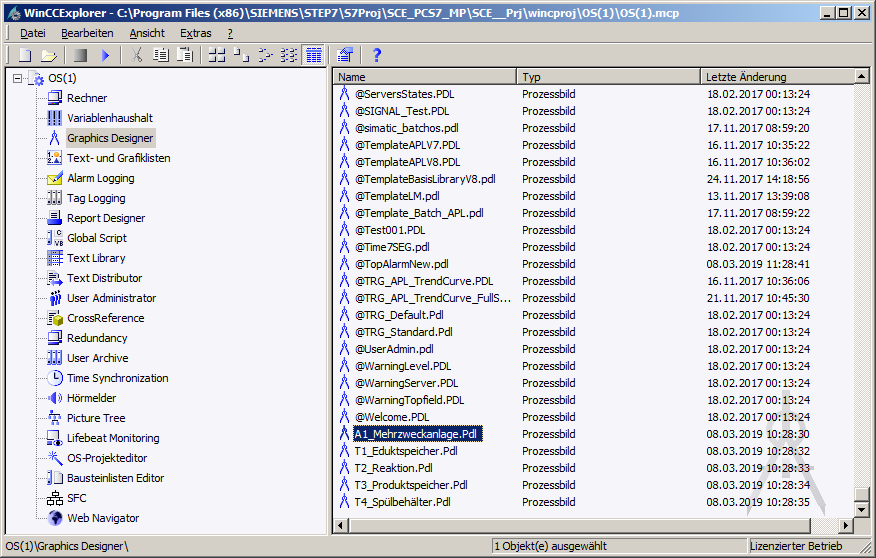 WinCCExplorer - C:\Program Files (x86)\SIEMENS\STEP7\S7Proj\SCE_PCS7_MP\SCE__Prj\wincproj\OS(1)\OS(1).mcp
Datei Bearbeiten Ansicht Extras ?
OS(1)
Rechner
Variablenhaushalt
Graphics Designer
Text- und Grafiklisten
Alarm Logging
Tag Logging
Report Designer
Global Script
Text Library
Text Distributor
User Administrator
CrossReference
Redundancy
User Archive
Time Synchronization
Hörmelder
Picture Tree
Lifebeat Monitoring
OS-Projekteditor
Bausteinlisten Editor
SFC
Web Navigator
Name Typ Letzte Änderung
@ServersStates.PDL Prozessbild 18.02.2017 00:13:24
@SIGNAL_Test.PDL Prozessbild 18.02.2017 00:13:24
@simatic_batchos.pdl Prozessbild 17.11.2017 08:59:20
@TemplateAPLV7.PDL Prozessbild 16.11.2017 10:35:22
@TemplateAPLV8.PDL Prozessbild 16.11.2017 10:36:02
@TemplateBasisLibraryV8.pdl Prozessbild 24.11.2017 14:18:56
@TemplateLM.pdl Prozessbild 13.11.2017 13:39:08
@Template_Batch_APL.pdl Prozessbild 17.11.2017 08:59:22
@Test001.PDL Prozessbild 18.02.2017 00:13:24
@Time7SEG.pdl Prozessbild 18.02.2017 00:13:24
@TopAlarmNew.pdl Prozessbild 08.03.2019 11:28:41
@TRG_APL_TrendCurve.PDL Prozessbild 16.11.2017 10:36:06
@TRG_APL_TrendCurve_FullS... Prozessbild 21.11.2017 10:45:30
@TRG_Default.Pdl Prozessbild 18.02.2017 00:13:24
@TRG_Standard.Pdl Prozessbild 18.02.2017 00:13:24
@UserAdmin.pdl Prozessbild 18.02.2017 00:13:24
@WarningLevel.PDL Prozessbild 18.02.2017 00:13:24
@WarningServer.PDL Prozessbild 18.02.2017 00:13:24
@WarningTopfield.PDL Prozessbild 18.02.2017 00:13:24
@Welcome.PDL Prozessbild 18.02.2017 00:13:24
A1_Mehrzweckanlage.Pdl Prozessbild 08.03.2019 10:28:30
T1_Eduktspeicher.Pdl Prozessbild 08.03.2019 10:28:32
T2_Reaktion.Pdl Prozessbild 08.03.2019 10:28:33
T3_Produktspeicher.Pdl Prozessbild 08.03.2019 10:28:34
T4_Spülbehälter.Pdl Prozessbild 08.03.2019 10:28:35
OS(1)\Graphics Designer\ 1 Objekt(e) ausgewählt Lizenzierter Betrieb